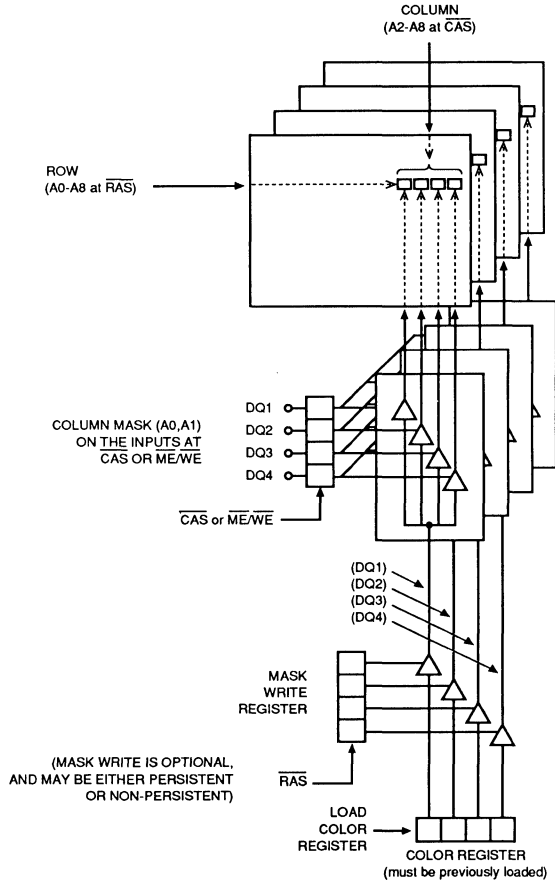 COLUMN
(A2-A8 at CAS)
ROW
(A0-A8 at RAS)
COLUMN MASK (A0,A1)
ON THE INPUTS AT
CAS OR ME/WE
DQ1
DQ2
DQ3
DQ4
CAS or ME/WE
(DQ1)
(DQ2)
(DQ3)
(DQ4)
MASK
WRITE
REGISTER
(MASK WRITE IS OPTIONAL,
AND MAY BE EITHER PERSISTENT
OR NON-PERSISTENT)
RAS
LOAD
COLOR
REGISTER
COLOR REGISTER
(must be previously loaded)